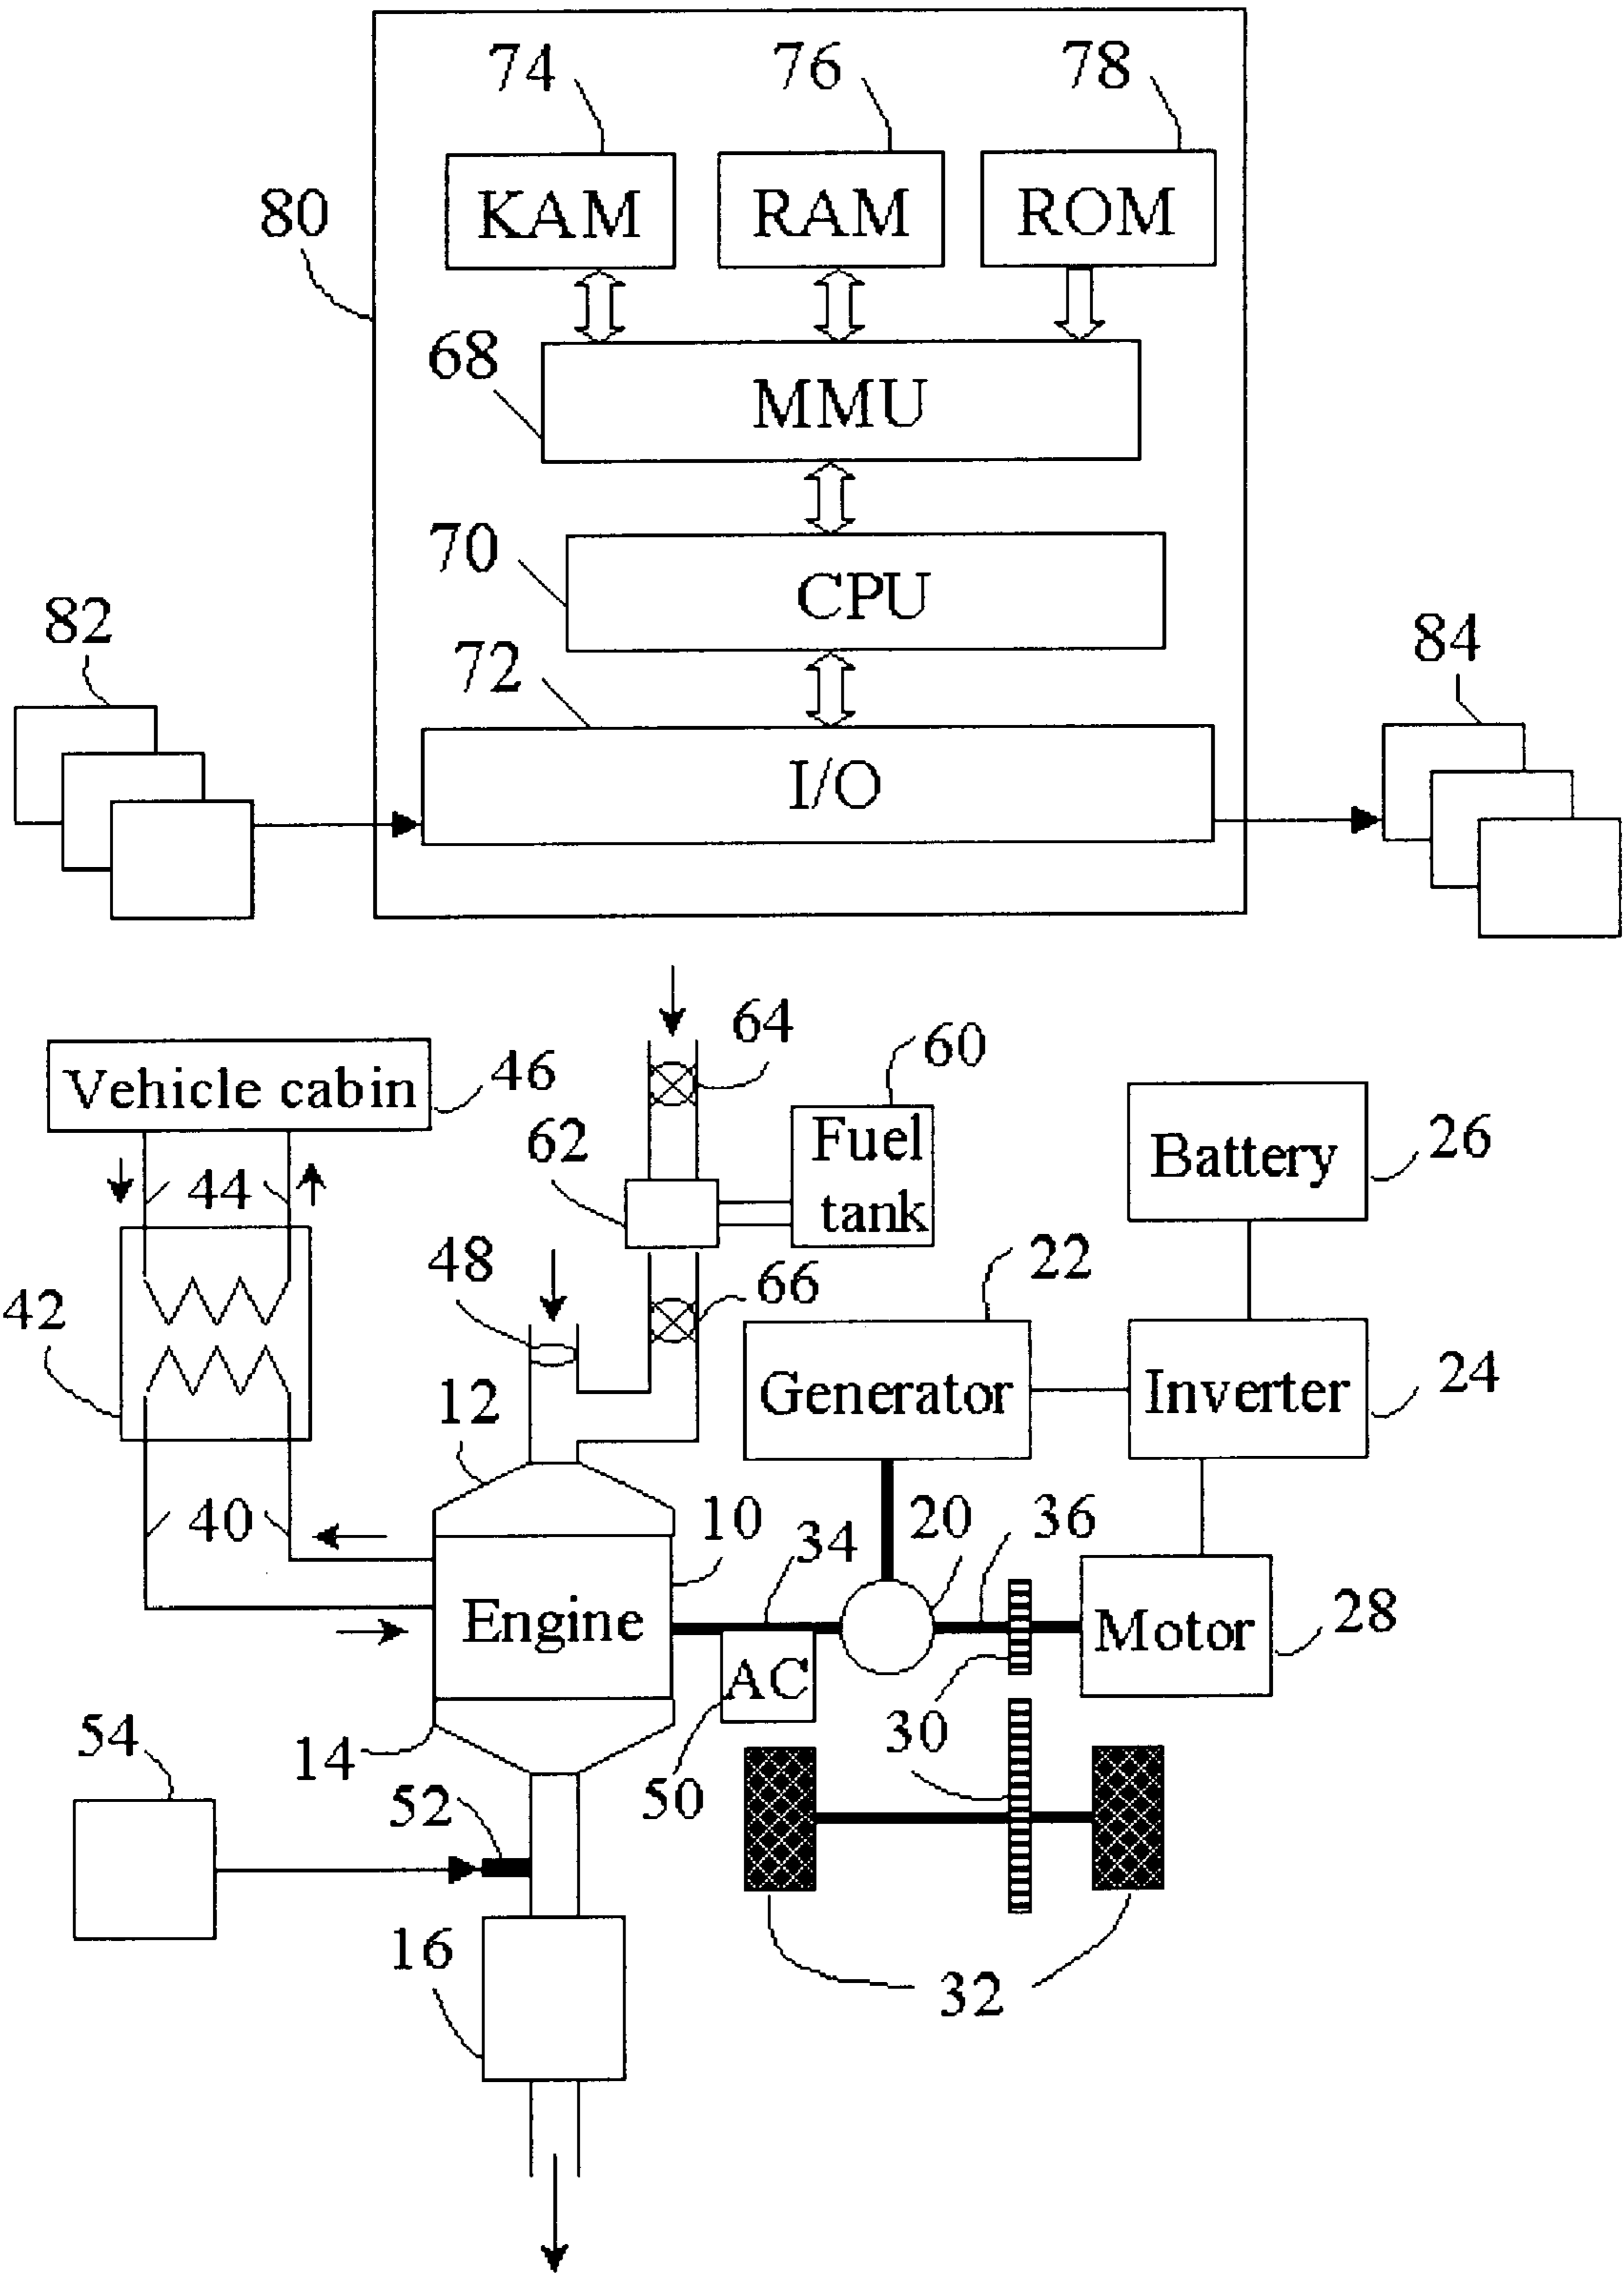 74
76
78
80
KAM
RAM
ROM
68
MMU
70
CPU
82
72
84
I/O
64
60
Vehicle cabin
46
62
Fuel
tank
Battery
26
44
48
66
22
42
Generator
Inverter
24
12
40
10
34
20
36
Engine
AC
Motor
28
54
14
50
30
52
16
32